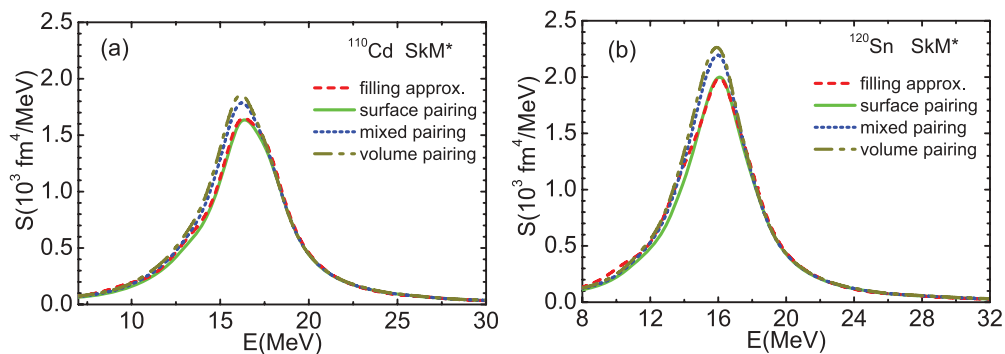 (a)
¹¹⁰Cd SkM*
filling approx.
surface pairing
mixed pairing
volume pairing
S(10³ fm⁴/MeV)
2.5
2.0
1.5
1.0
0.5
0.0
10 15 20 25 30
E(MeV)
(b)
¹²⁰Sn SkM*
filling approx.
surface pairing
mixed pairing
volume pairing
S(10³ fm⁴/MeV)
2.5
2.0
1.5
1.0
0.5
0.0
8 12 16 20 24 28 32
E(MeV)